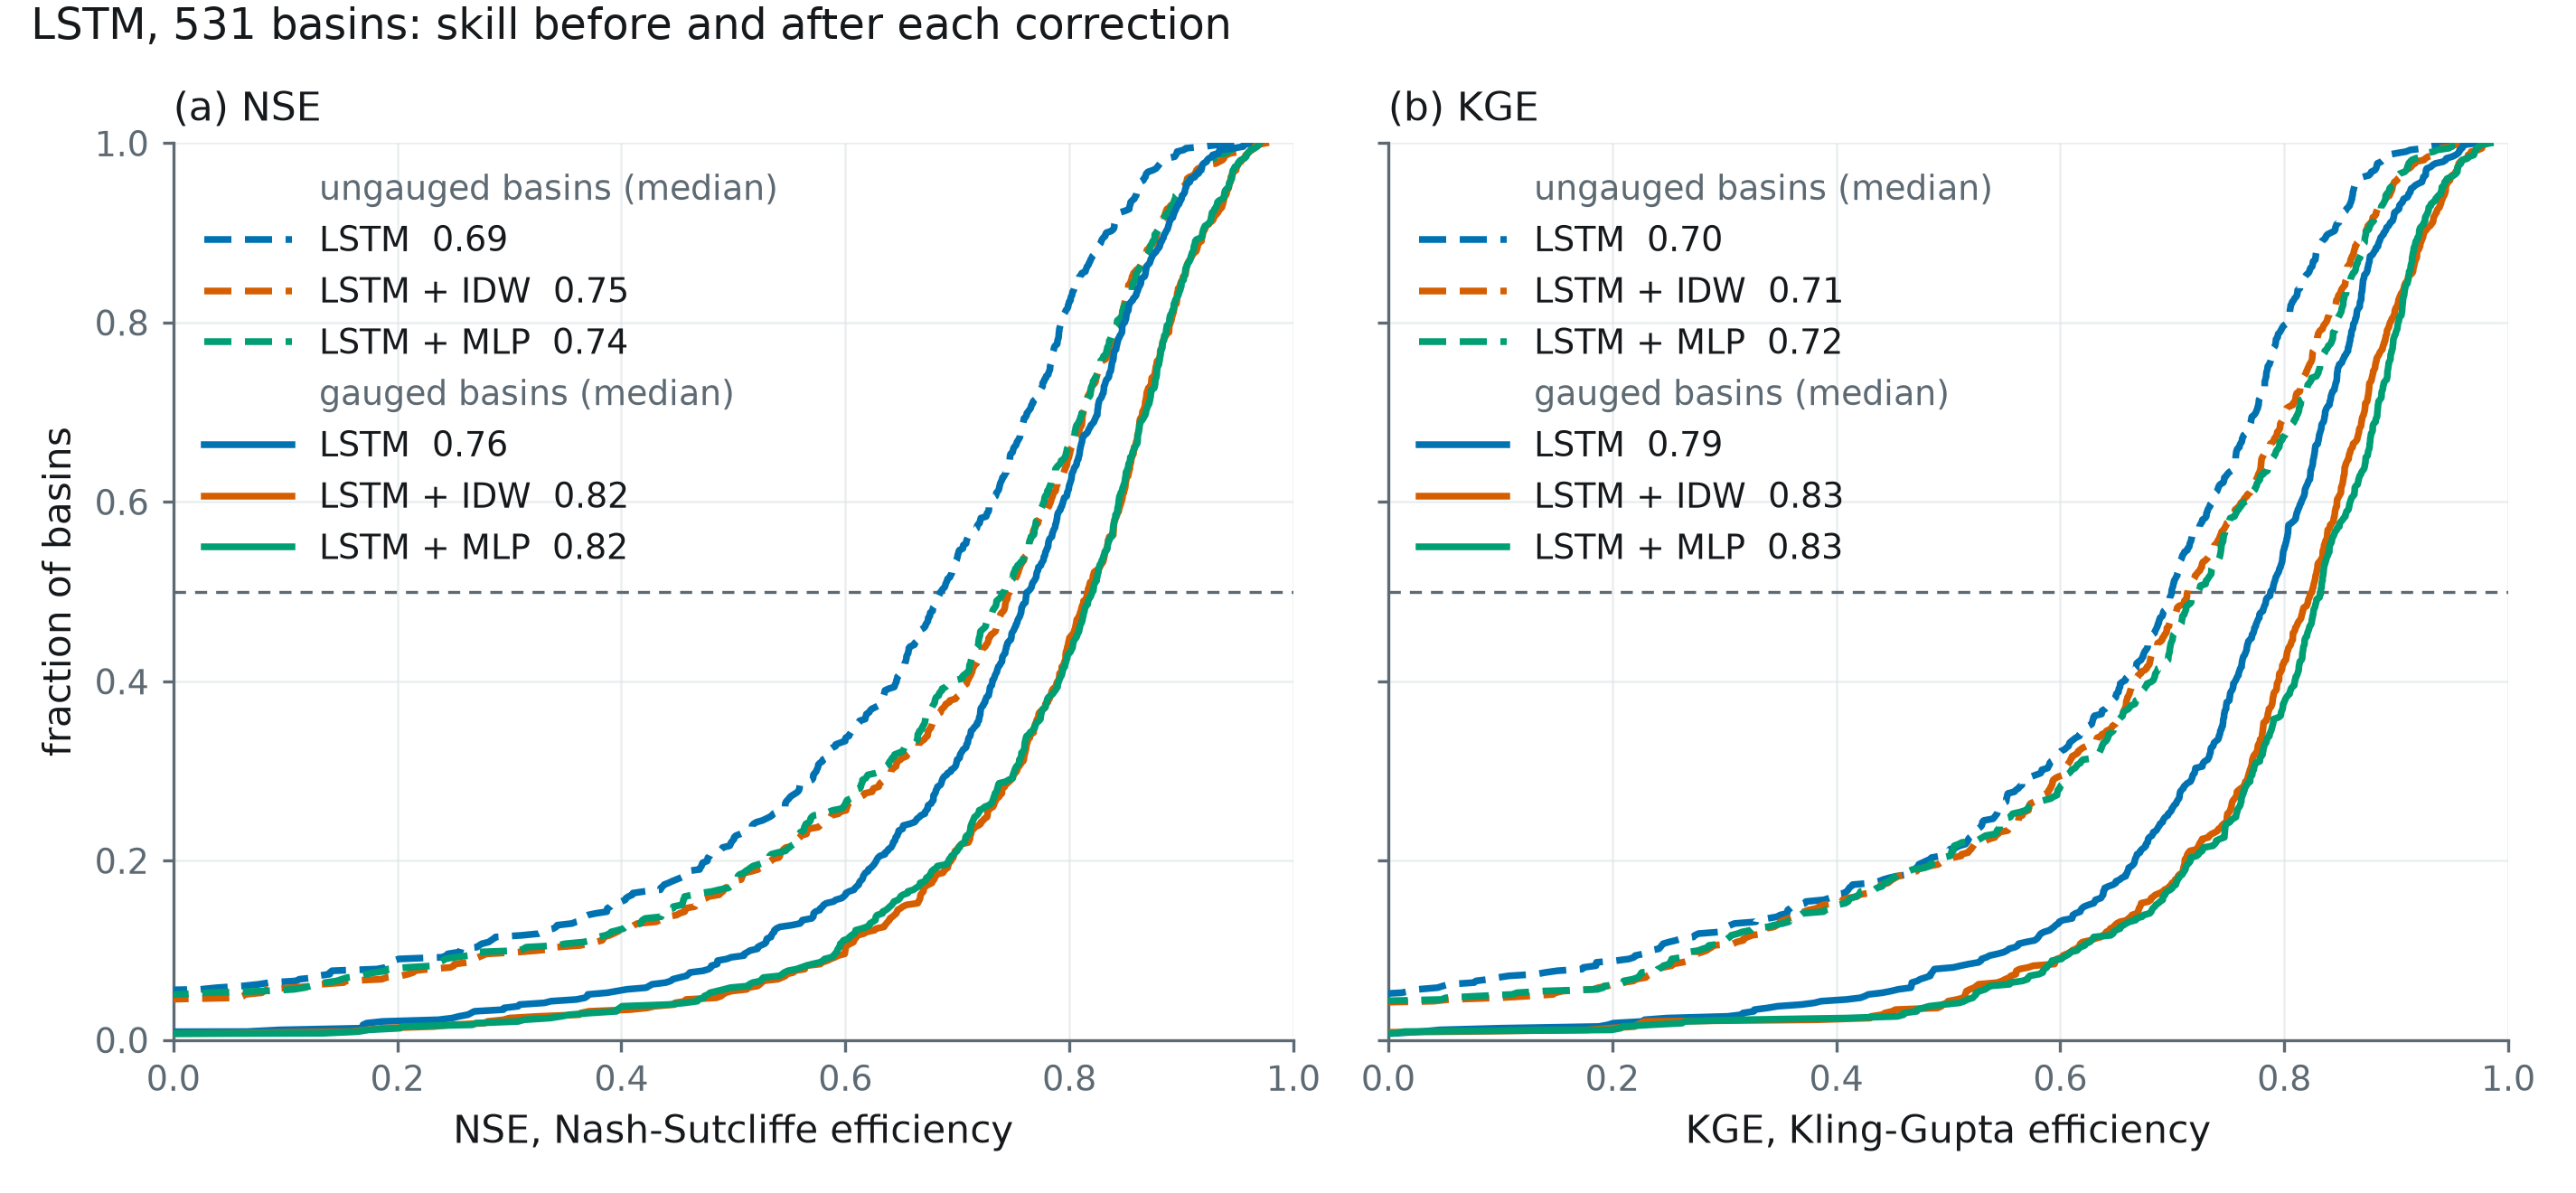 LSTM, 531 basins: skill before and after each correction
(a) NSE
fraction of basins
1.0
0.8
0.6
0.4
0.2
0.0
ungauged basins (median)
LSTM 0.69
LSTM + IDW 0.75
LSTM + MLP 0.74
gauged basins (median)
LSTM 0.76
LSTM + IDW 0.82
LSTM + MLP 0.82
0.0 0.2 0.4 0.6 0.8 1.0
NSE, Nash-Sutcliffe efficiency
(b) KGE
ungauged basins (median)
LSTM 0.70
LSTM + IDW 0.71
LSTM + MLP 0.72
gauged basins (median)
LSTM 0.79
LSTM + IDW 0.83
LSTM + MLP 0.83
0.0 0.2 0.4 0.6 0.8 1.0
KGE, Kling-Gupta efficiency